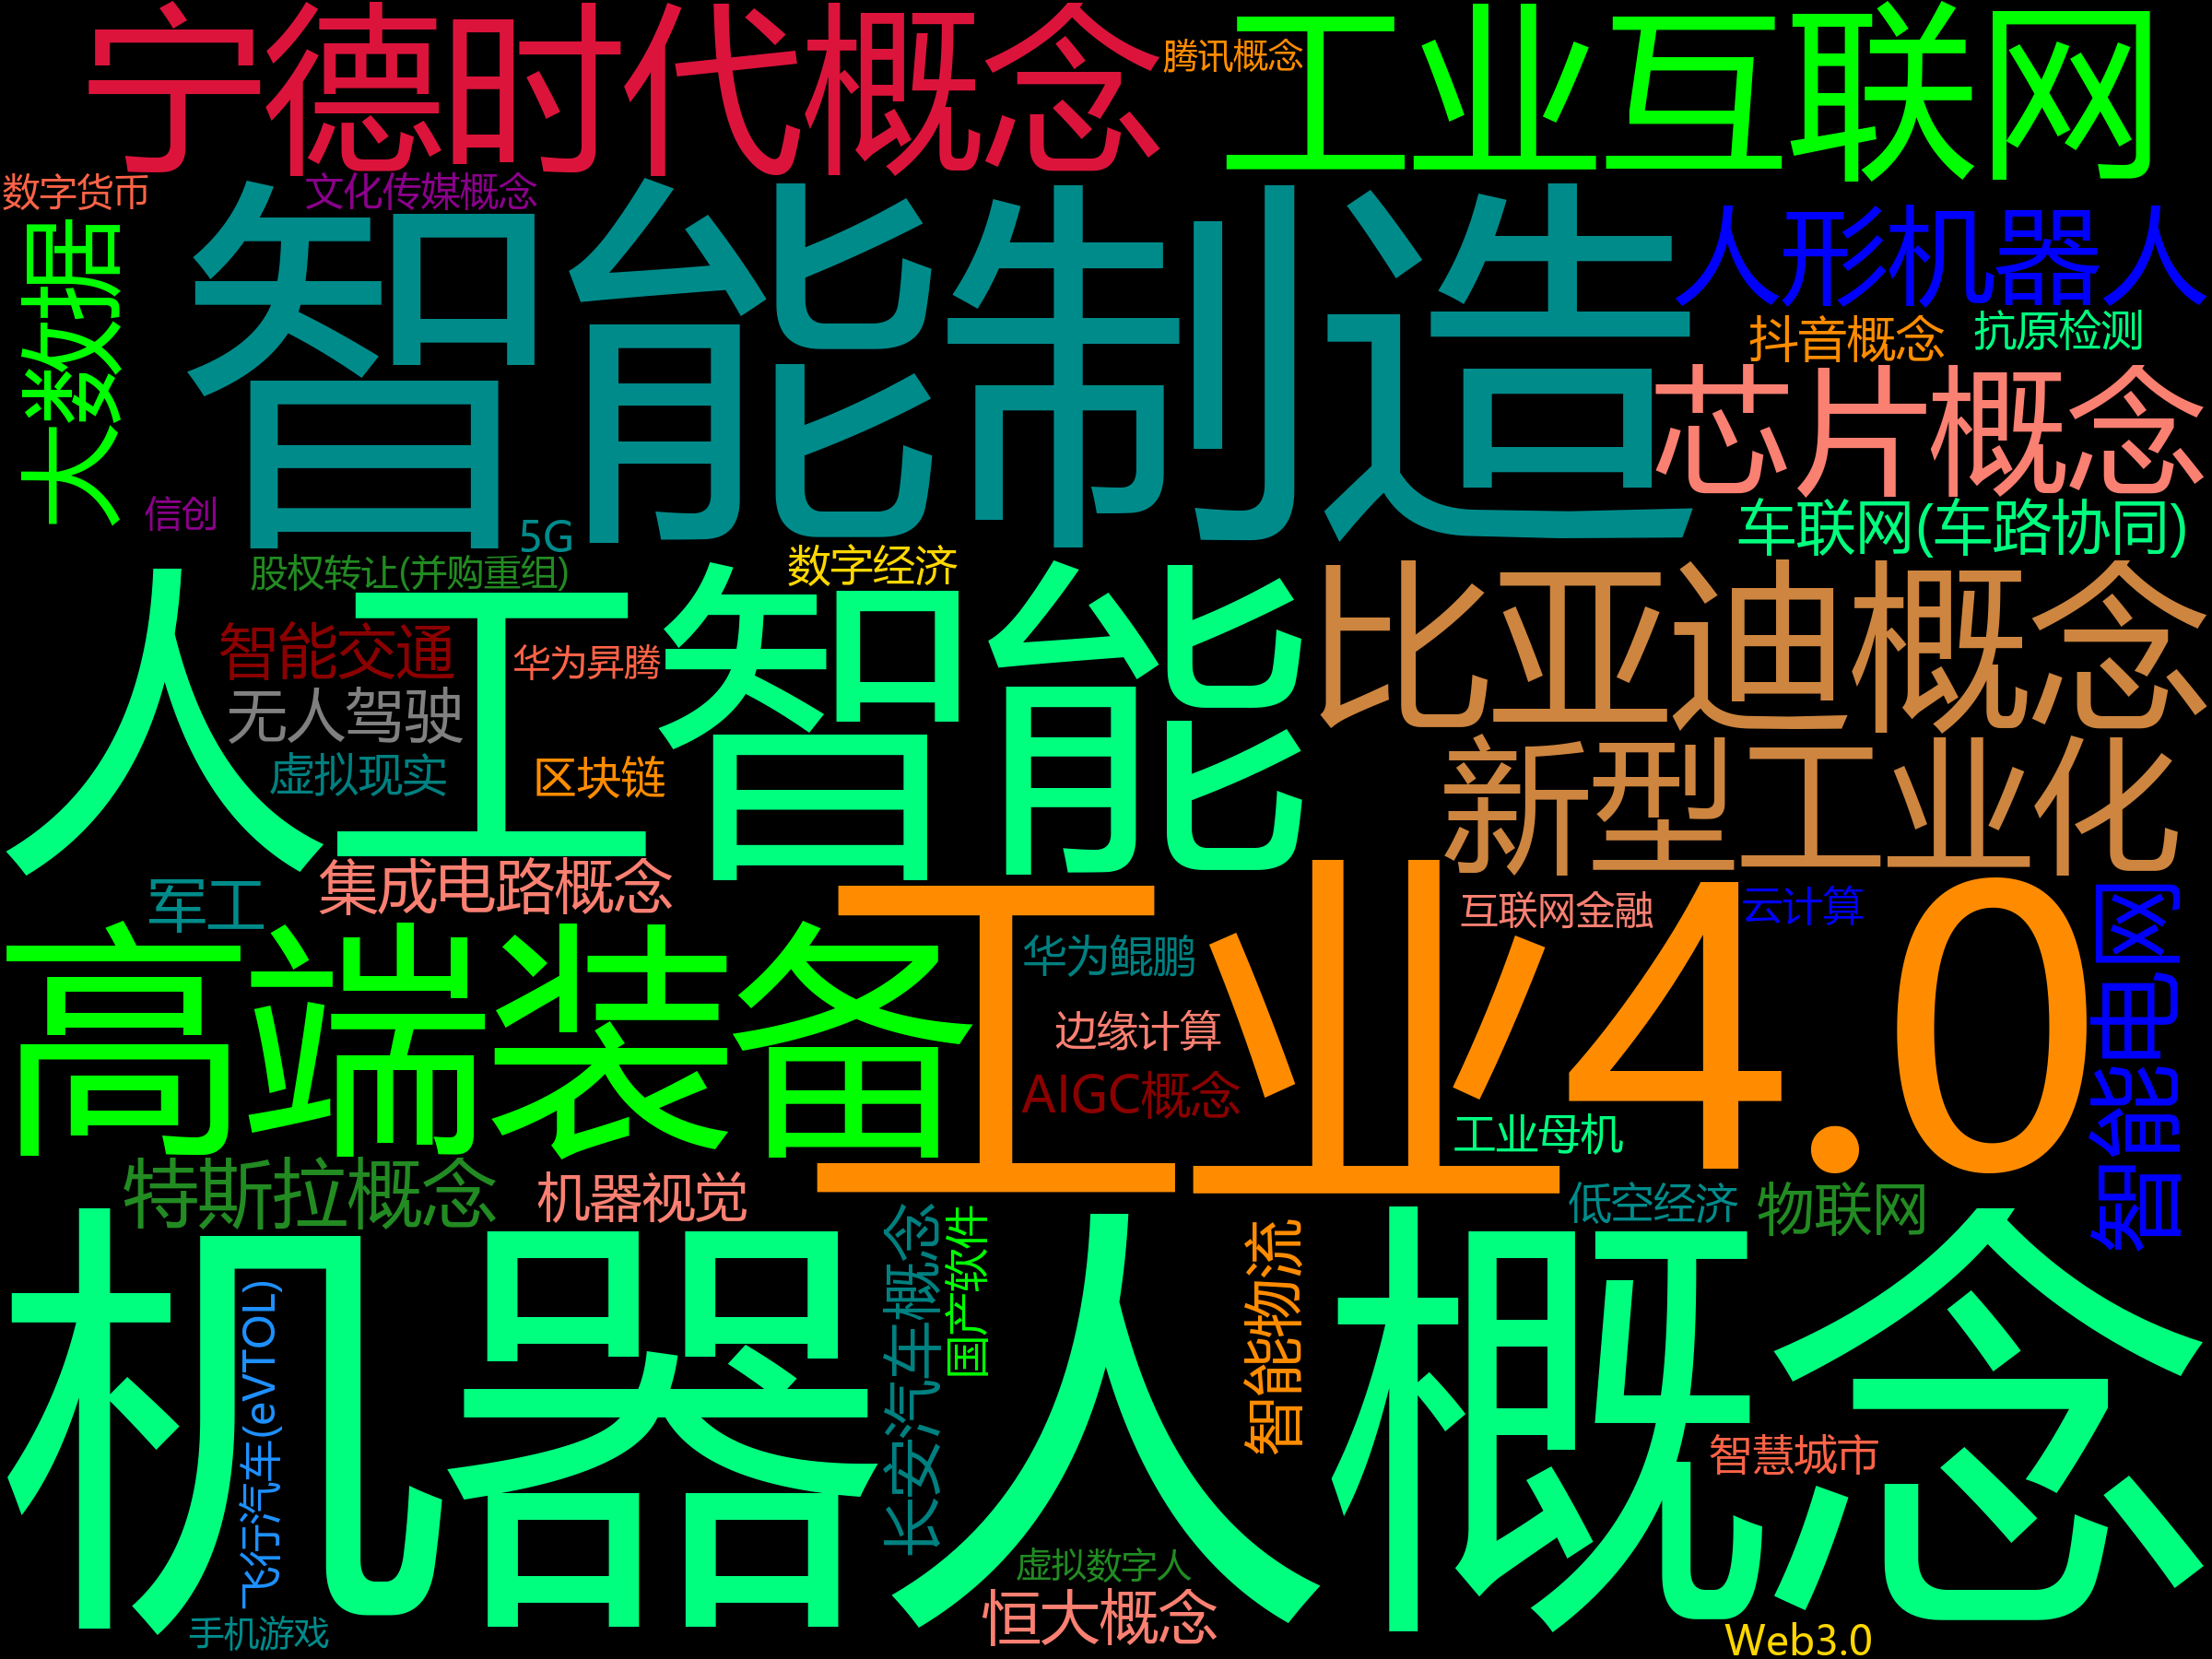 宁德时代概念
腾讯概念
工业互联网
数字货币
文化传媒概念
大数据
智能制造
人形机器人
抖音概念
抗原检测
芯片概念
信创
5G
车联网(车路协同)
股权转让(并购重组)
数字经济
人工智能
比亚迪概念
智能交通
华为昇腾
无人驾驶
虚拟现实
区块链
新型工业化
集成电路概念
军工
互联网金融
云计算
智能电网
工业4.0
高端装备
华为鲲鹏
边缘计算
AIGC概念
工业母机
特斯拉概念
机器视觉
低空经济
物联网
机器人概念
长安汽车概念
国产软件
智能物流
飞行汽车(eVTOL)
智慧城市
虚拟数字人
恒大概念
手机游戏
Web3.0